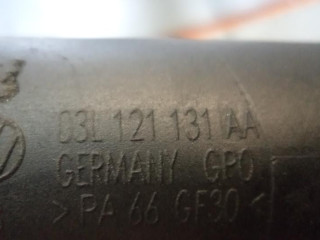 03L 121 131 AA
GERMANY GPO
> PA 66 GF30 <